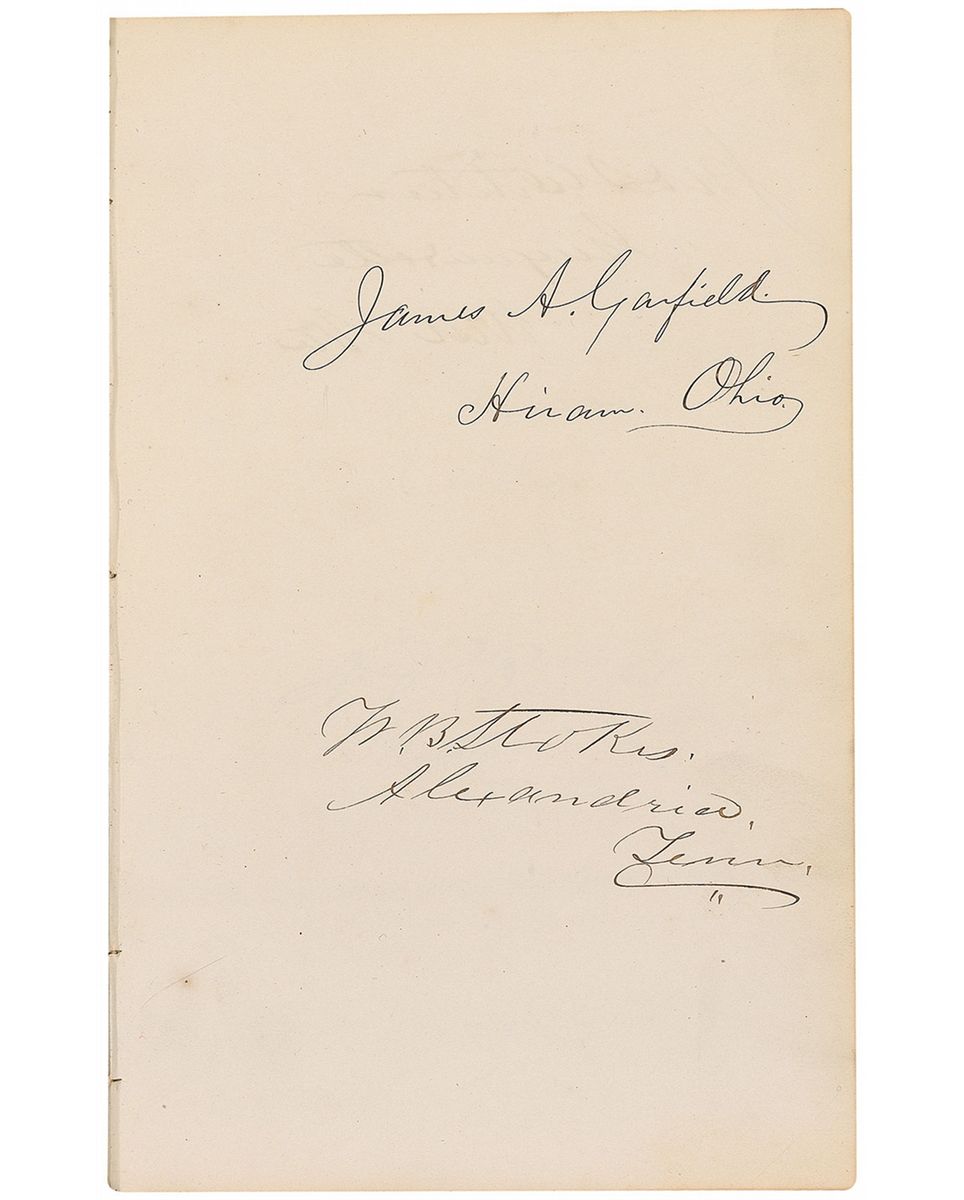 James A. Garfield.
Hiram. Ohio.
W. B. Stokes.
Alexandria,
Tenn,
"